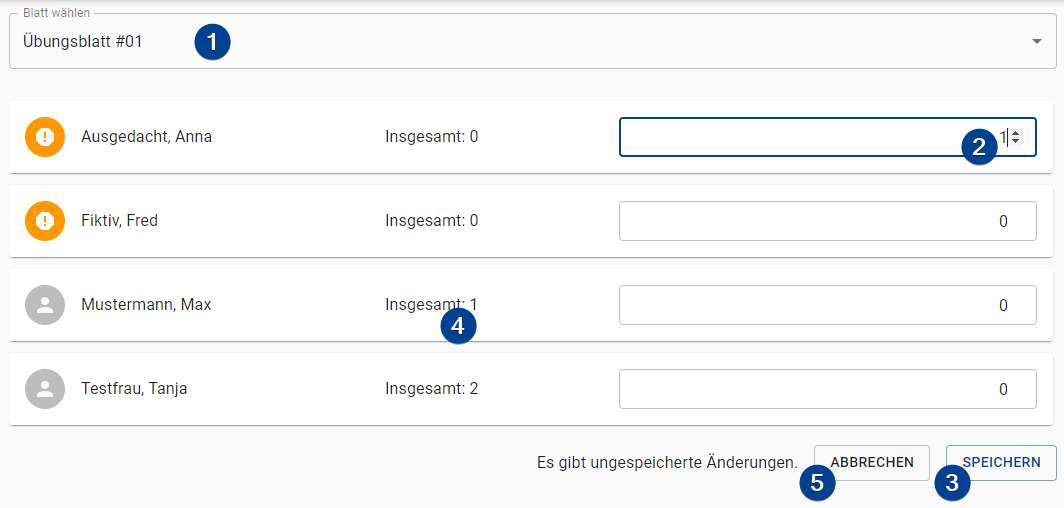 Blatt wählen
Übungsblatt #01 1
Ausgedacht, Anna Insgesamt: 0 1 2
Fiktiv, Fred Insgesamt: 0 0
Mustermann, Max Insgesamt: 1 0
4
Testfrau, Tanja Insgesamt: 2 0
Es gibt ungespeicherte Änderungen. ABBRECHEN SPEICHERN
5 3